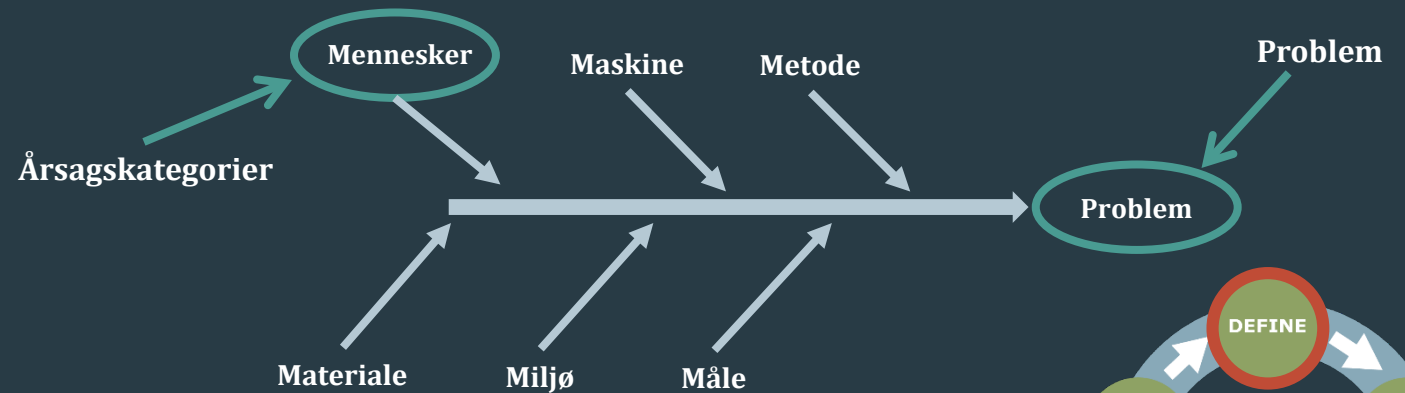 Mennesker
Maskine
Metode
Problem
Årsagskategorier
Problem
DEFINE
Materiale
Miljø
Måle